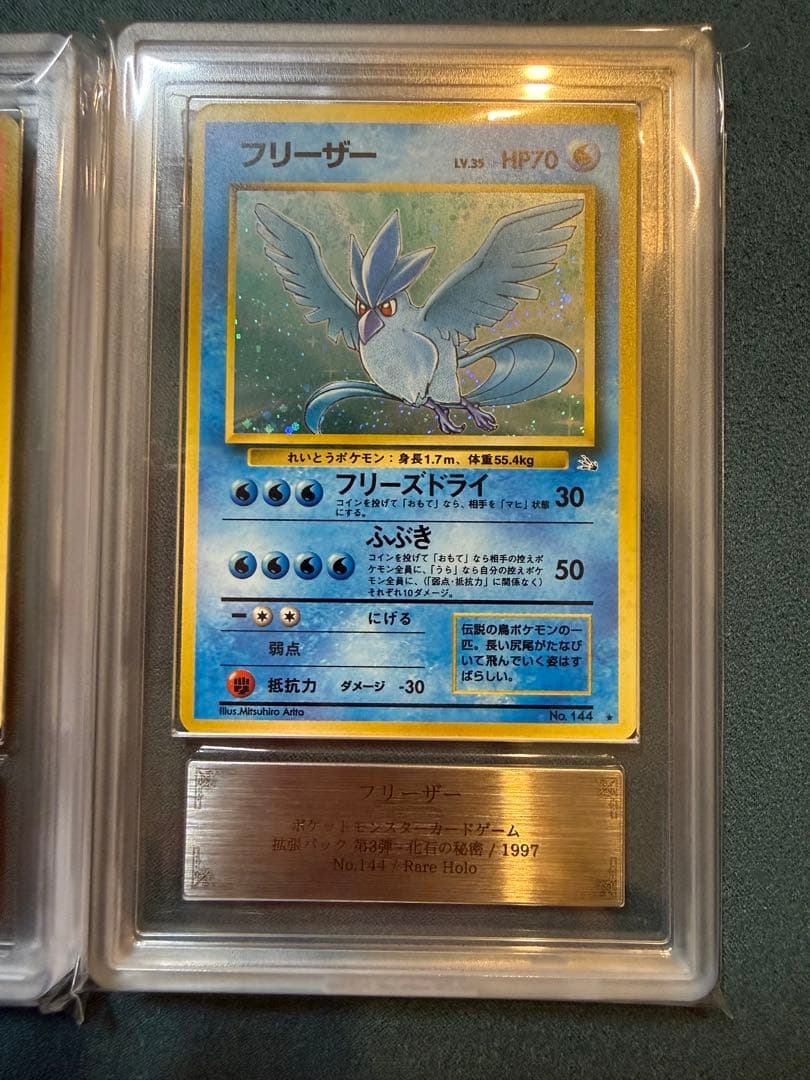 フリーザー LV.35 HP70
れいとうポケモン：身長1.7m、体重55.4kg
フリーズドライ 30
コインを投げて「おもて」なら、相手を「マヒ」状態
にする。
ふぶき 50
コインを投げて「おもて」なら相手の控えポ
ケモン全員に、「うら」なら自分の控えポケ
モン全員に、（「弱点・抵抗力」に関係なく）
それぞれ10ダメージ。
にげる
弱点
抵抗力 ダメージ -30
伝説の鳥ポケモンの一
匹。長い尻尾がたなび
いて飛んでいく姿はす
ばらしい。
Illus.Mitsuhiro Arita
No. 144 ★
フリーザー
ポケットモンスターカードゲーム
拡張パック 第3弾 - 化石の秘密 / 1997
No.144 / Rare Holo